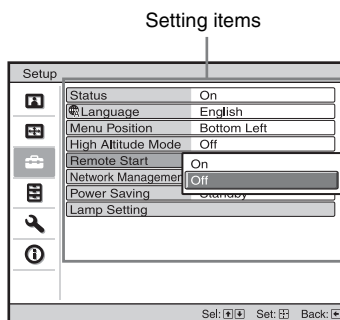 Setting items
Setup
Status On
Language English
Menu Position Bottom Left
High Altitude Mode Off
Remote Start On
Network Managemen Off
Power Saving Standby
Lamp Setting
Sel: Set: Back: